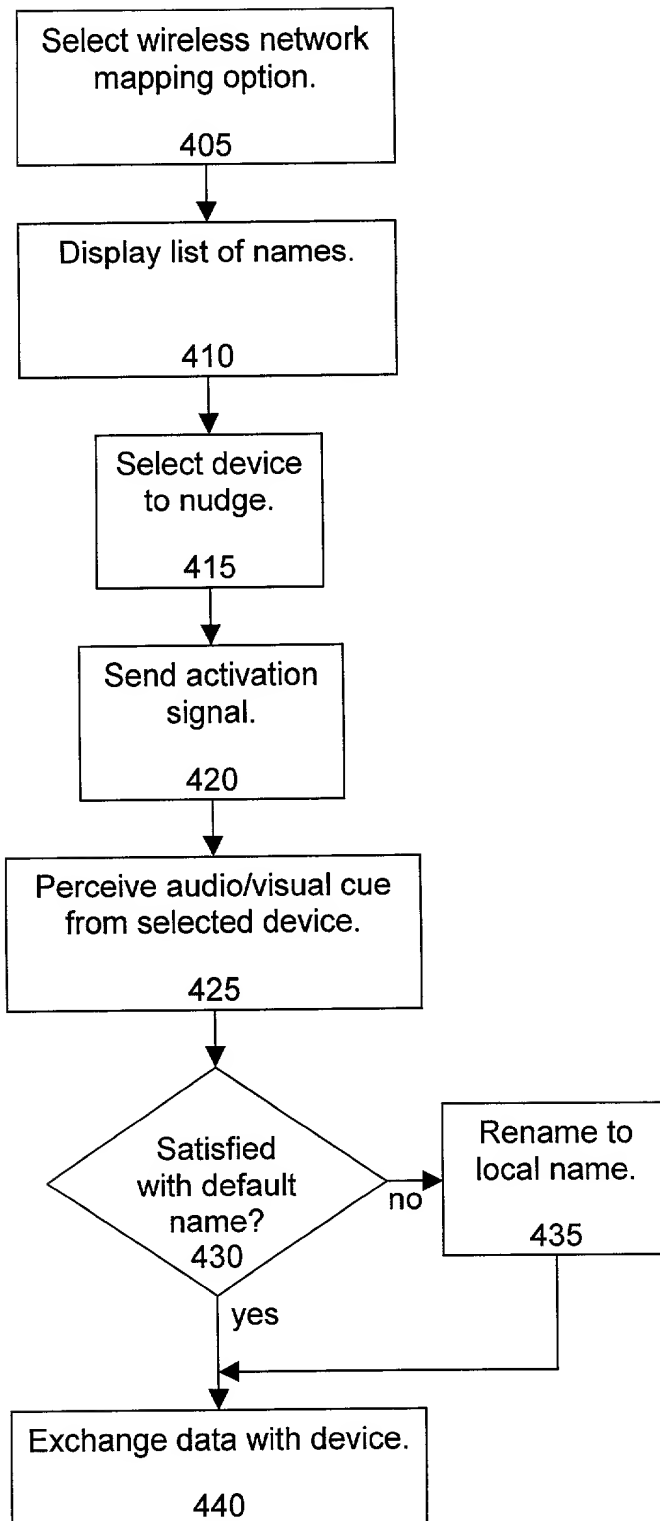 Select wireless network
mapping option.
405
Display list of names.
410
Select device
to nudge.
415
Send activation
signal.
420
Perceive audio/visual cue
from selected device.
425
Satisfied
with default
name?
430
no
Rename to
local name.
435
yes
Exchange data with device.
440